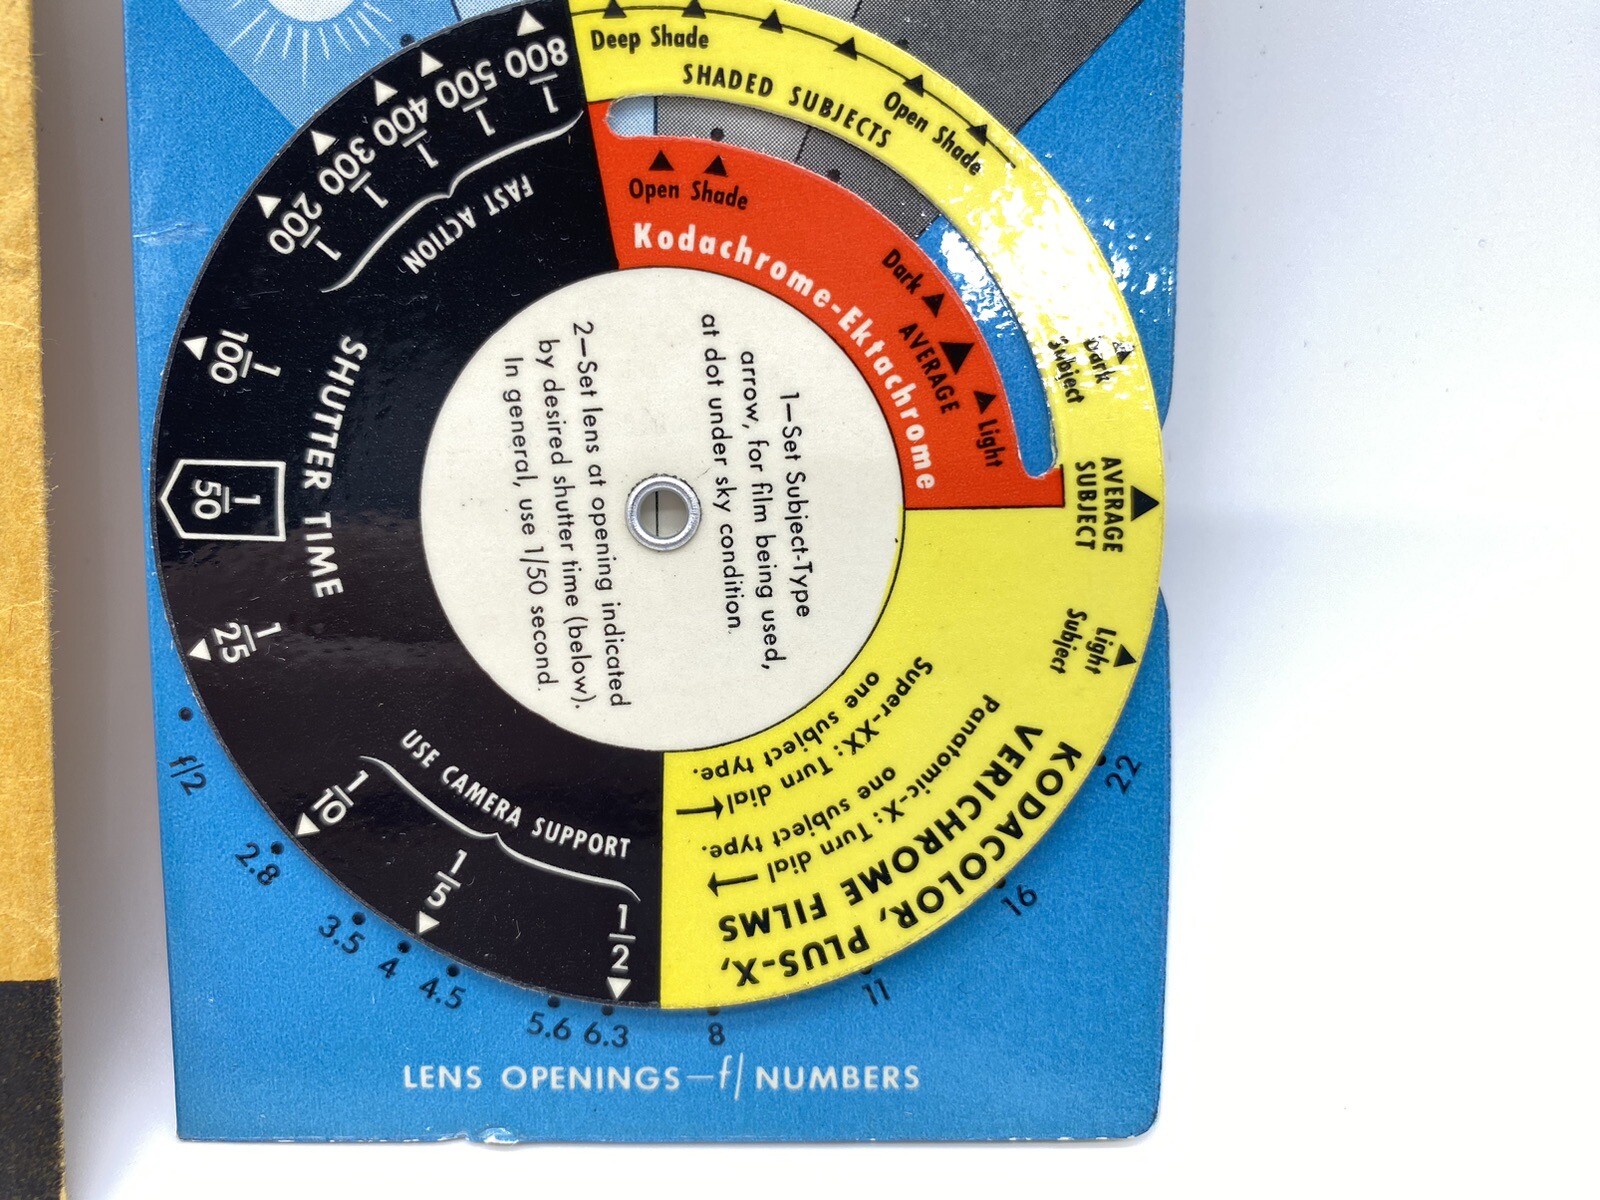 Deep Shade
SHADED SUBJECTS
Open Shade
Dark Subject
AVERAGE SUBJECT
Light Subject
Open Shade
Kodachrome-Ektachrome
Dark
AVERAGE
Light
1—Set Subject-Type
arrow, for film being used,
at dot under sky condition.
2—Set lens at opening indicated
by desired shutter time (below).
In general, use 1/50 second.
KODACOLOR, PLUS-X,
VERICHROME FILMS
Panatomic-X: Turn dial
one subject type.
Super-XX: Turn dial
one subject type.
SHUTTER TIME
FAST ACTION
1/800
1/500
1/400
1/300
1/200
1/100
1/50
1/25
USE CAMERA SUPPORT
1/10
1/5
1/2
f/2
2.8
3.5
4
4.5
5.6
6.3
8
11
16
22
LENS OPENINGS—f/NUMBERS